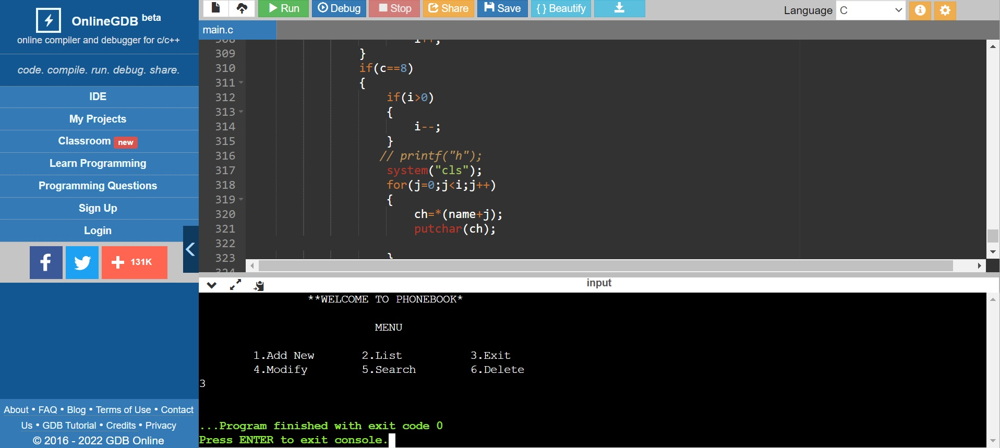 OnlineGDB beta
online compiler and debugger for c/c++
code. compile. run. debug. share.
IDE
My Projects
Classroom new
Learn Programming
Programming Questions
Sign Up
Login
131K
About • FAQ • Blog • Terms of Use • Contact
Us • GDB Tutorial • Credits • Privacy
© 2016 - 2022 GDB Online
Run Debug Stop Share Save { } Beautify
Language C
main.c
308 i++;
309 }
310 if(c==8)
311 {
312 if(i>0)
313 {
314 i--;
315 }
316 // printf("h");
317 system("cls");
318 for(j=0;j<i;j++)
319 {
320 ch=*(name+j);
321 putchar(ch);
322
323 }
324
input
**WELCOME TO PHONEBOOK*
MENU
1.Add New 2.List 3.Exit
4.Modify 5.Search 6.Delete
3
...Program finished with exit code 0
Press ENTER to exit console.